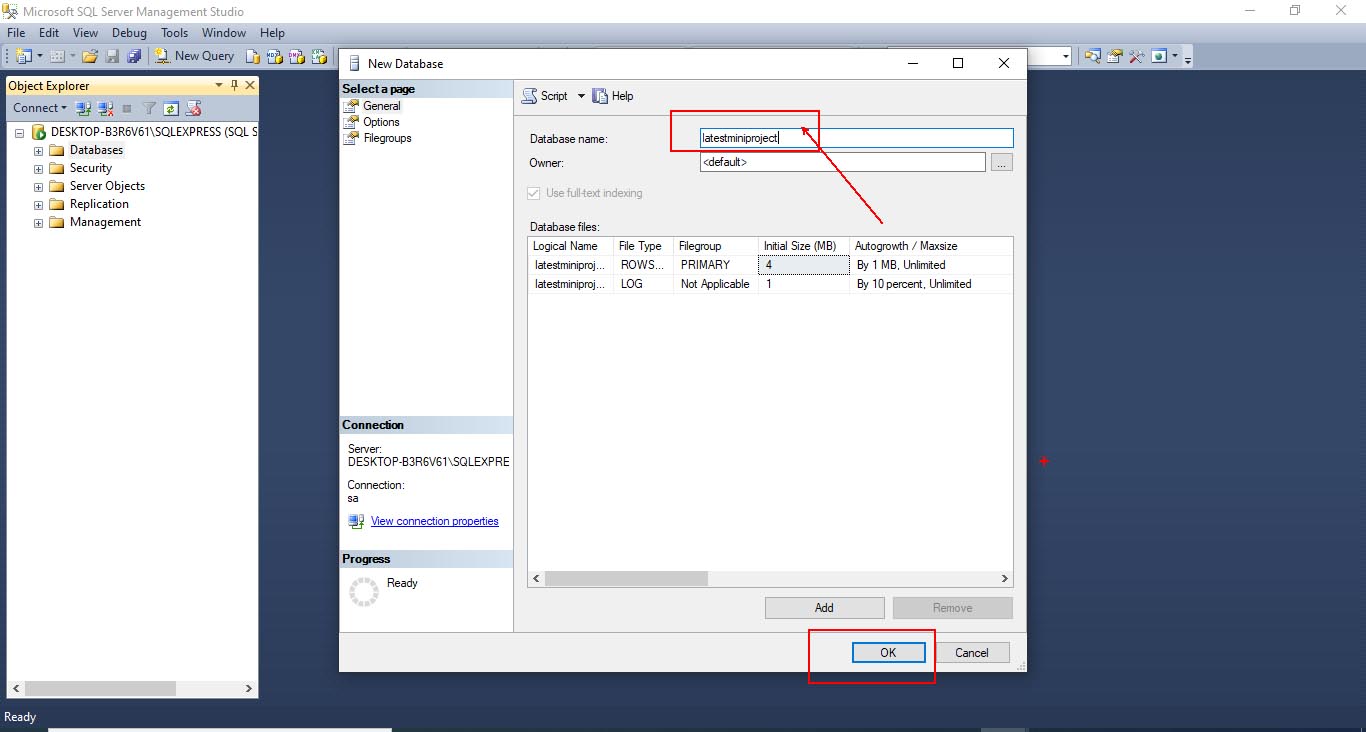 Microsoft SQL Server Management Studio
File Edit View Debug Tools Window Help
New Query
Object Explorer
Connect
DESKTOP-B3R6V61\SQLEXPRESS (SQL S
Databases
Security
Server Objects
Replication
Management
New Database
Select a page
General
Options
Filegroups
Connection
Server:
DESKTOP-B3R6V61\SQLEXPRE
Connection:
sa
View connection properties
Progress
Ready
Script Help
Database name: latestminiproject
Owner: <default> ...
Use full-text indexing
Database files:
Logical Name File Type Filegroup Initial Size (MB) Autogrowth / Maxsize
latestminiproj... ROWS... PRIMARY 4 By 1 MB, Unlimited
latestminiproj... LOG Not Applicable 1 By 10 percent, Unlimited
Add Remove
OK Cancel
Ready